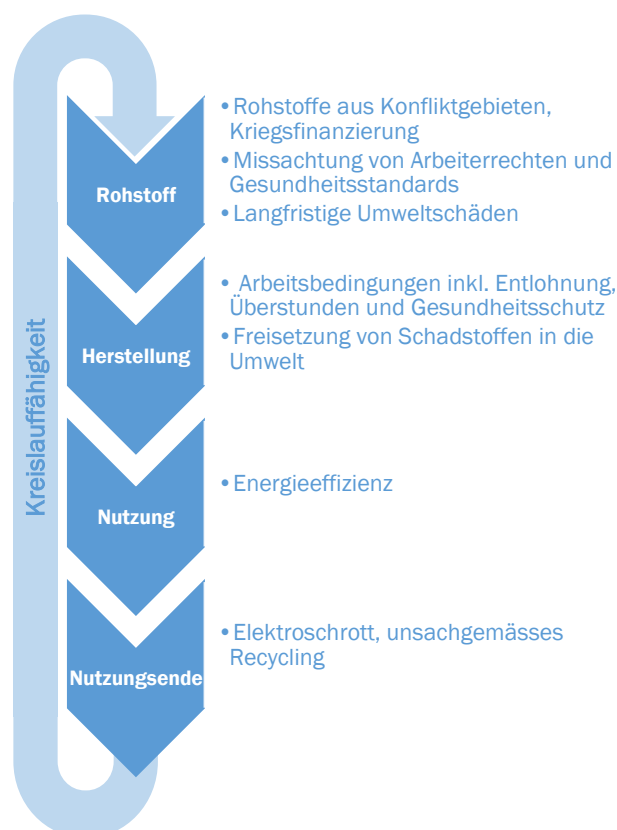 Kreislauffähigkeit
Rohstoff
•Rohstoffe aus Konfliktgebieten,
Kriegsfinanzierung
•Missachtung von Arbeiterrechten und
Gesundheitsstandards
•Langfristige Umweltschäden
Herstellung
• Arbeitsbedingungen inkl. Entlohnung,
Überstunden und Gesundheitsschutz
•Freisetzung von Schadstoffen in die
Umwelt
Nutzung
•Energieeffizienz
Nutzungsende
•Elektroschrott, unsachgemässes
Recycling